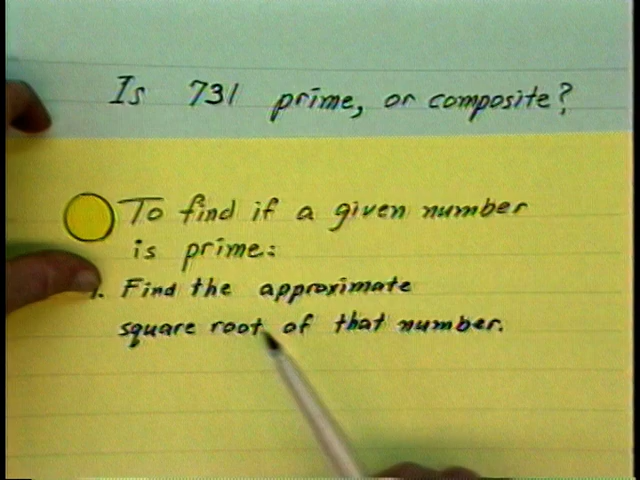 Is 731 prime, or composite?
To find if a given number
is prime:
1. Find the approximate
square root of that number.